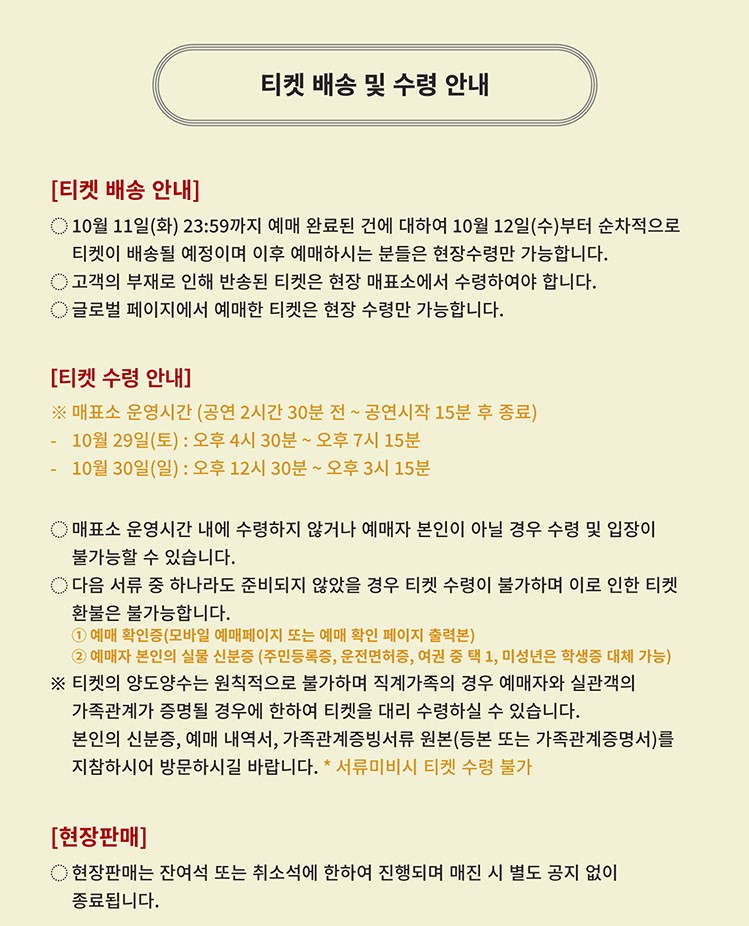 티켓 배송 및 수령 안내
[티켓 배송 안내]
◌ 10월 11일(화) 23:59까지 예매 완료된 건에 대하여 10월 12일(수)부터 순차적으로
티켓이 배송될 예정이며 이후 예매하시는 분들은 현장수령만 가능합니다.
◌ 고객의 부재로 인해 반송된 티켓은 현장 매표소에서 수령하여야 합니다.
◌ 글로벌 페이지에서 예매한 티켓은 현장 수령만 가능합니다.
[티켓 수령 안내]
※ 매표소 운영시간 (공연 2시간 30분 전 ~ 공연시작 15분 후 종료)
- 10월 29일(토) : 오후 4시 30분 ~ 오후 7시 15분
- 10월 30일(일) : 오후 12시 30분 ~ 오후 3시 15분
◌ 매표소 운영시간 내에 수령하지 않거나 예매자 본인이 아닐 경우 수령 및 입장이
불가능할 수 있습니다.
◌ 다음 서류 중 하나라도 준비되지 않았을 경우 티켓 수령이 불가하며 이로 인한 티켓
환불은 불가능합니다.
① 예매 확인증(모바일 예매페이지 또는 예매 확인 페이지 출력본)
② 예매자 본인의 실물 신분증 (주민등록증, 운전면허증, 여권 중 택 1, 미성년은 학생증 대체 가능)
※ 티켓의 양도양수는 원칙적으로 불가하며 직계가족의 경우 예매자와 실관객의
가족관계가 증명될 경우에 한하여 티켓을 대리 수령하실 수 있습니다.
본인의 신분증, 예매 내역서, 가족관계증빙서류 원본(등본 또는 가족관계증명서)를
지참하시어 방문하시길 바랍니다. * 서류미비시 티켓 수령 불가
[현장판매]
◌ 현장판매는 잔여석 또는 취소석에 한하여 진행되며 매진 시 별도 공지 없이
종료됩니다.